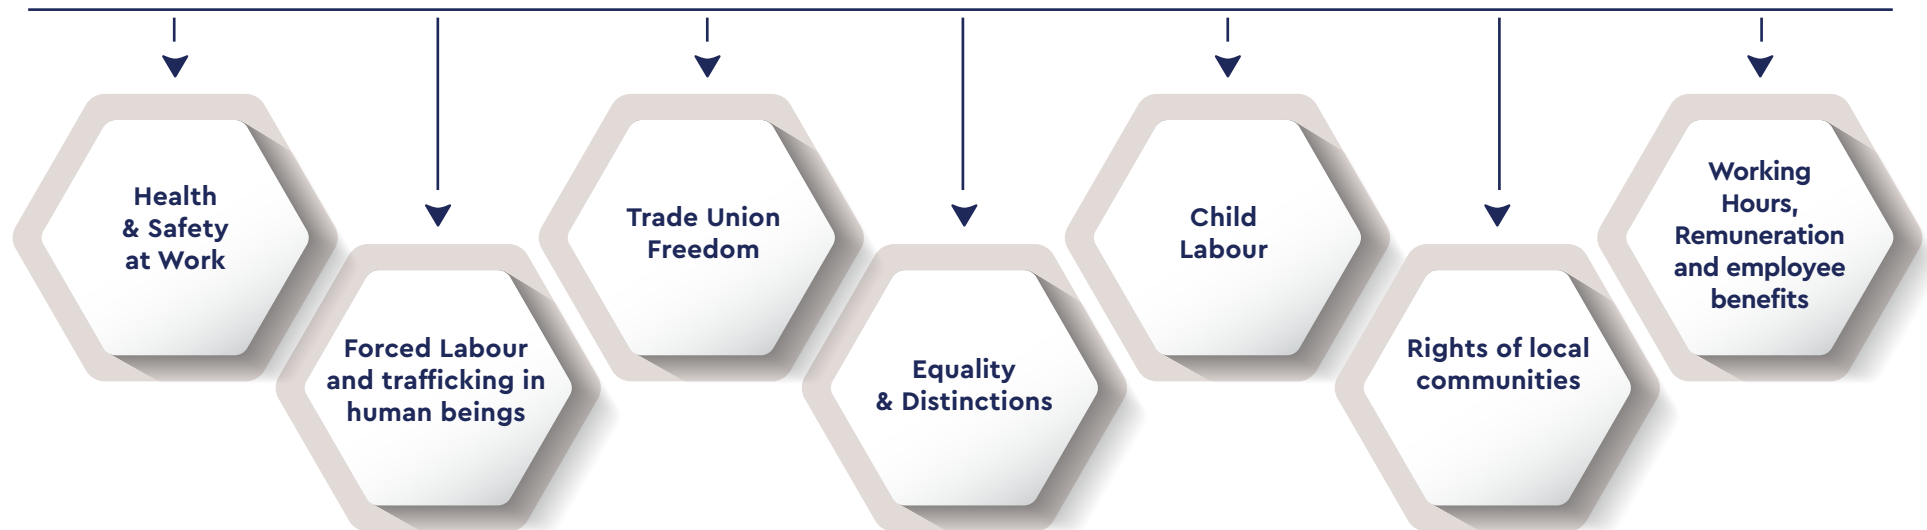 Health
& Safety
at Work
Forced Labour
and trafficking in
human beings
Trade Union
Freedom
Equality
& Distinctions
Child
Labour
Rights of local
communities
Working
Hours,
Remuneration
and employee
benefits